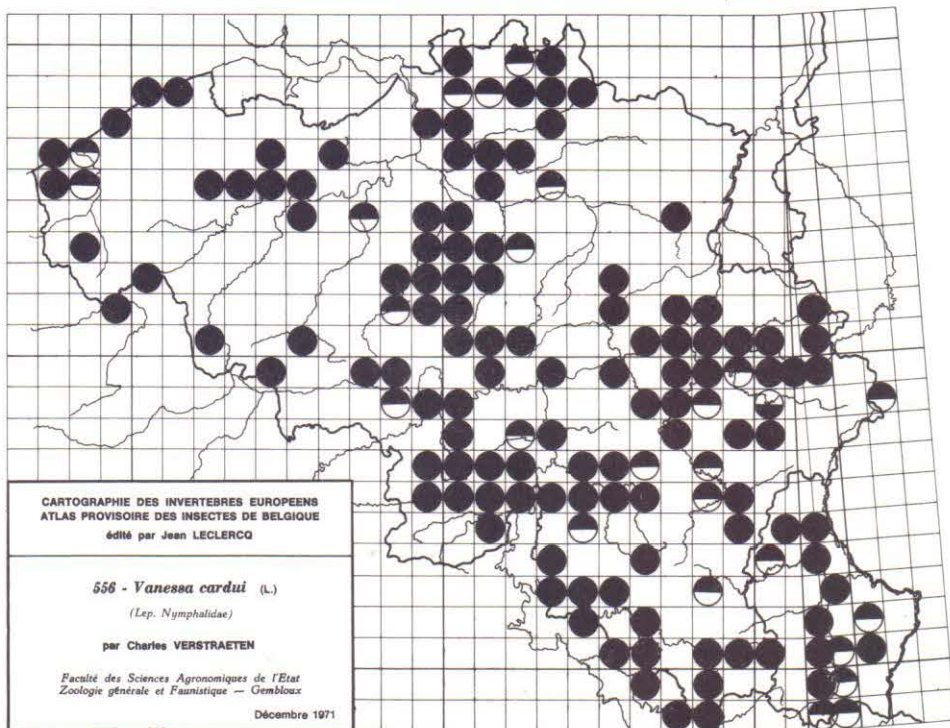 CARTOGRAPHIE DES INVERTEBRES EUROPEENS
ATLAS PROVISOIRE DES INSECTES DE BELGIQUE
édité par Jean LECLERCQ
556 - Vanessa cardui (L.)
(Lep. Nymphalidae)
par Charles VERSTRAETEN
Faculté des Sciences Agronomiques de l'Etat
Zoologie générale et Faunistique — Gembloux
Décembre 1971